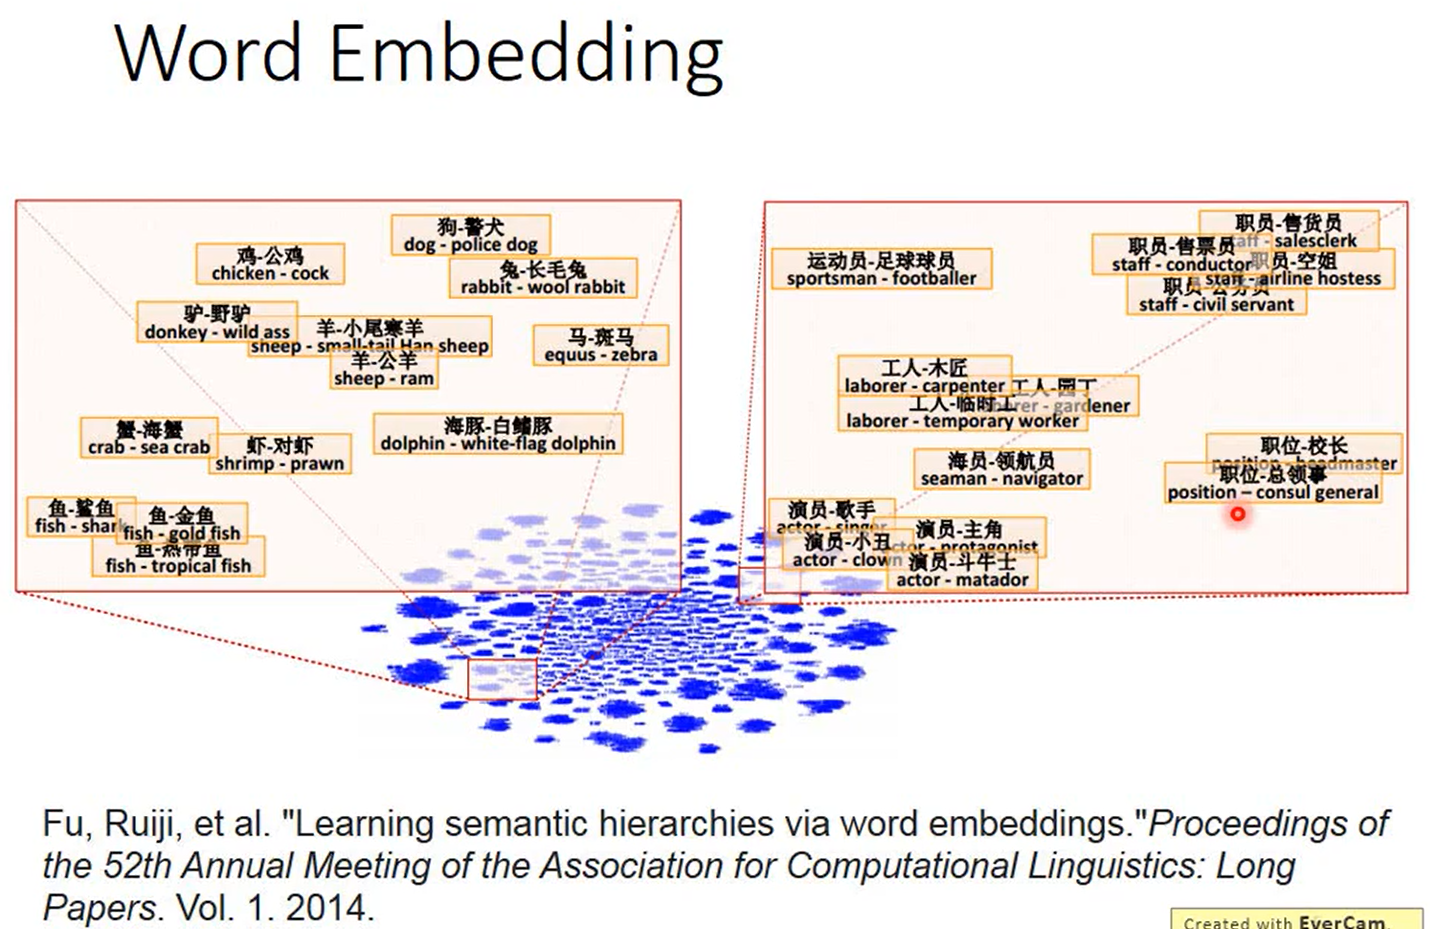 Word Embedding
狗-警犬
dog - police dog
鸡-公鸡
chicken - cock
兔-长毛兔
rabbit - wool rabbit
驴-野驴
donkey - wild ass
羊-小尾寒羊
sheep - small-tail Han sheep
马-斑马
equus - zebra
羊-公羊
sheep - ram
蟹-海蟹
crab - sea crab
虾-对虾
shrimp - prawn
海豚-白鳍豚
dolphin - white-flag dolphin
鱼-鲨鱼
fish - shark
鱼-金鱼
fish - gold fish
鱼-热带鱼
fish - tropical fish
职员-售货员
staff - salesclerk
职员-售票员
staff - conductor
职员-空姐
staff - airline hostess
运动员-足球球员
sportsman - footballer
职员-公务员
staff - civil servant
工人-木匠
laborer - carpenter
工人-园丁
laborer - gardener
工人-临时工
laborer - temporary worker
海员-领航员
seaman - navigator
职位-校长
position - headmaster
职位-总领事
position – consul general
演员-歌手
actor - singer
演员-主角
actor - protagonist
演员-小丑
actor - clown
演员-斗牛士
actor - matador
Fu, Ruiji, et al. "Learning semantic hierarchies via word embeddings."Proceedings of
the 52th Annual Meeting of the Association for Computational Linguistics: Long
Papers. Vol. 1. 2014.
Created with EverCam.